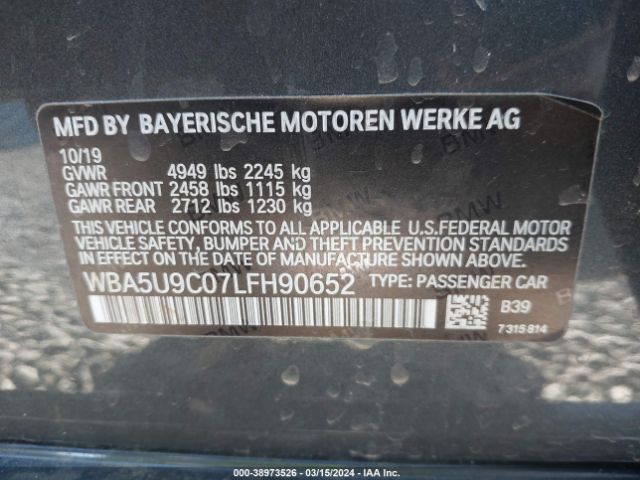 MFD BY BAYERISCHE MOTOREN WERKE AG
10/19
GVWR 4949 lbs 2245 kg
GAWR FRONT 2458 lbs 1115 kg
GAWR REAR 2712 lbs 1230 kg
THIS VEHICLE CONFORMS TO ALL APPLICABLE U.S.FEDERAL MOTOR
VEHICLE SAFETY, BUMPER AND THEFT PREVENTION STANDARDS
IN EFFECT ON THE DATE OF MANUFACTURE SHOWN ABOVE.
WBA5U9C07LFH90652 TYPE: PASSENGER CAR
B39
7315814
BMW
000-38973526 - 03/15/2024 - IAA Inc.